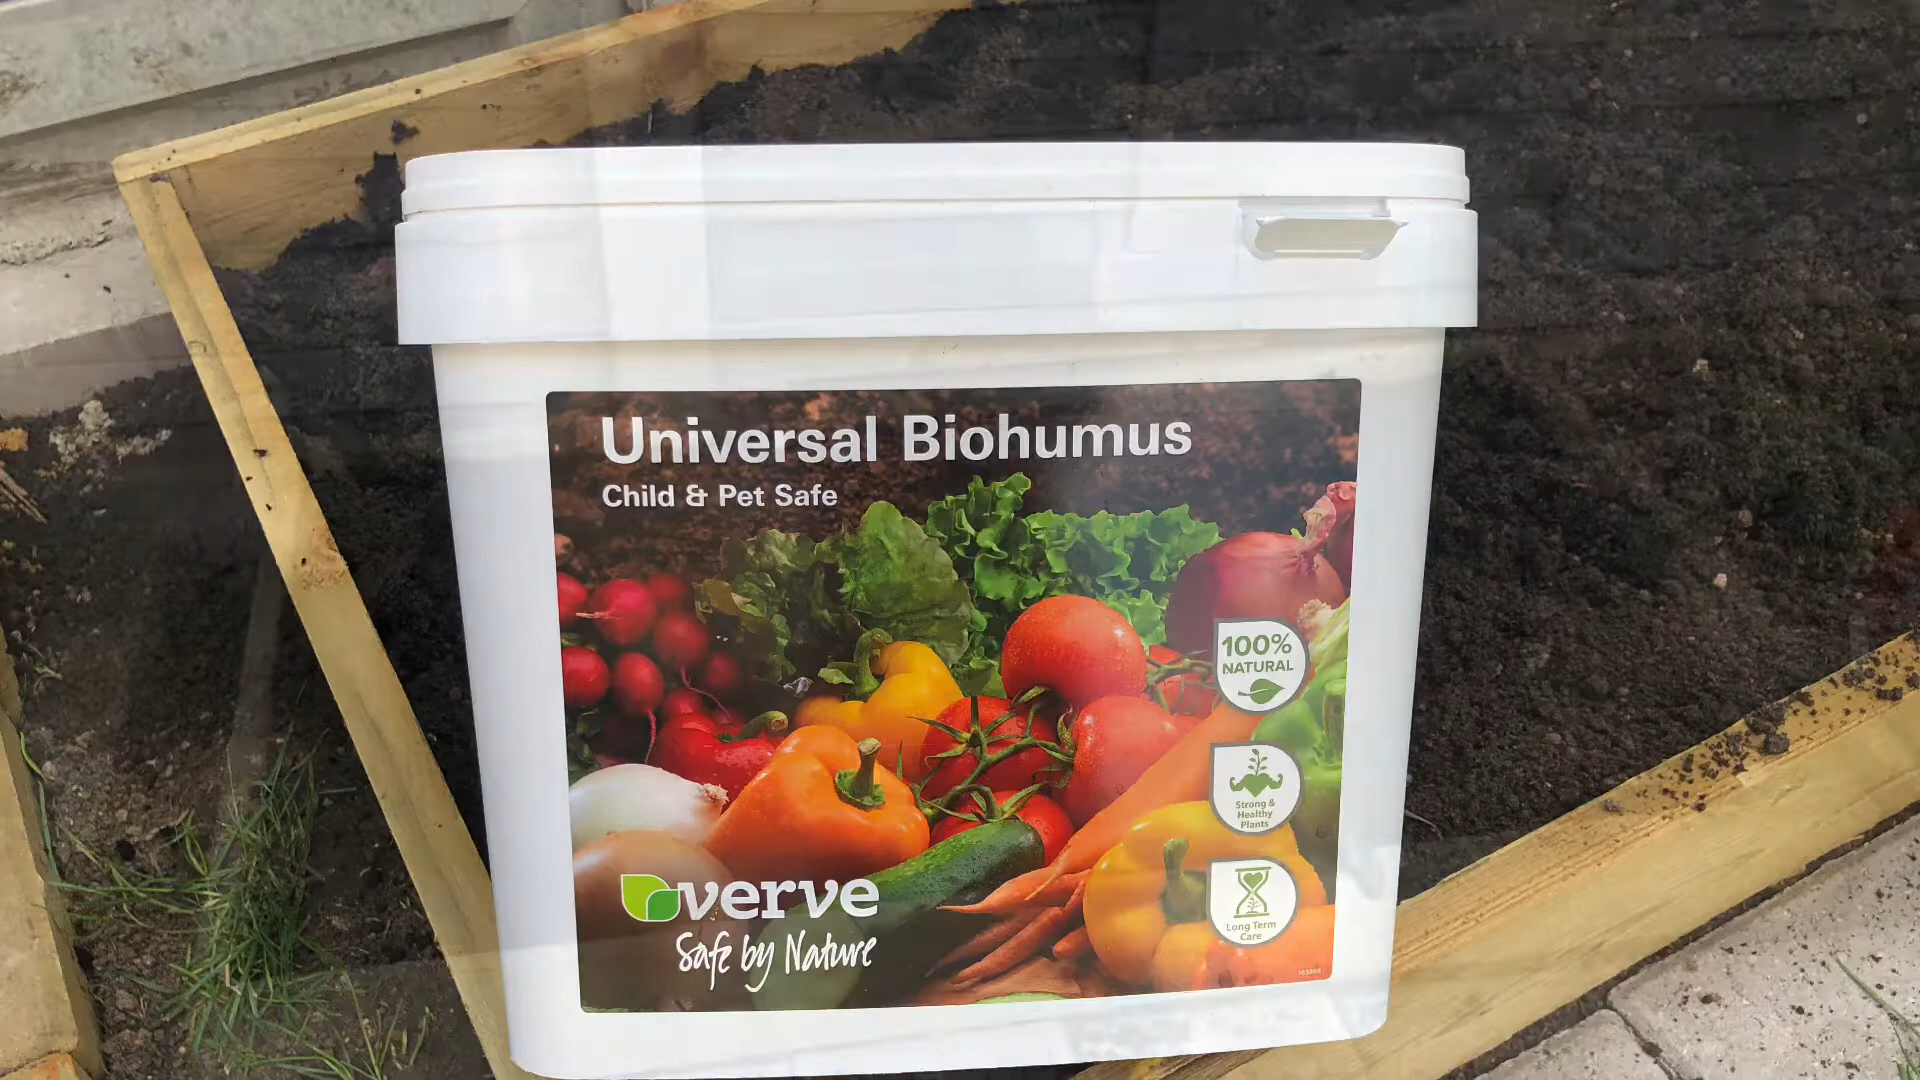 Universal Biohumus
Child & Pet Safe
100%
NATURAL
Strong &
Healthy
Plants
Long Term
Care
verve
Safe by Nature